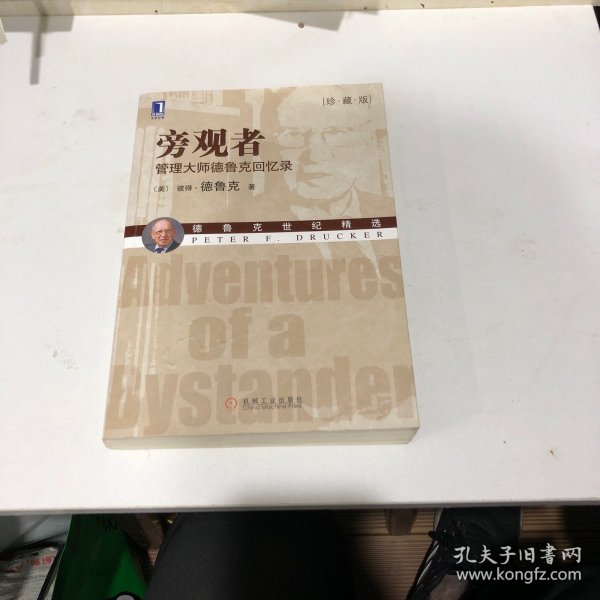 [珍·藏·版]
旁观者
管理大师德鲁克回忆录
〔美〕 彼得·德鲁克 著
德鲁克世纪精选
PETER F. DRUCKER
Adventures
of a
Bystander
机械工业出版社
China Machine Press
孔夫子旧书网
www.kongfz.com